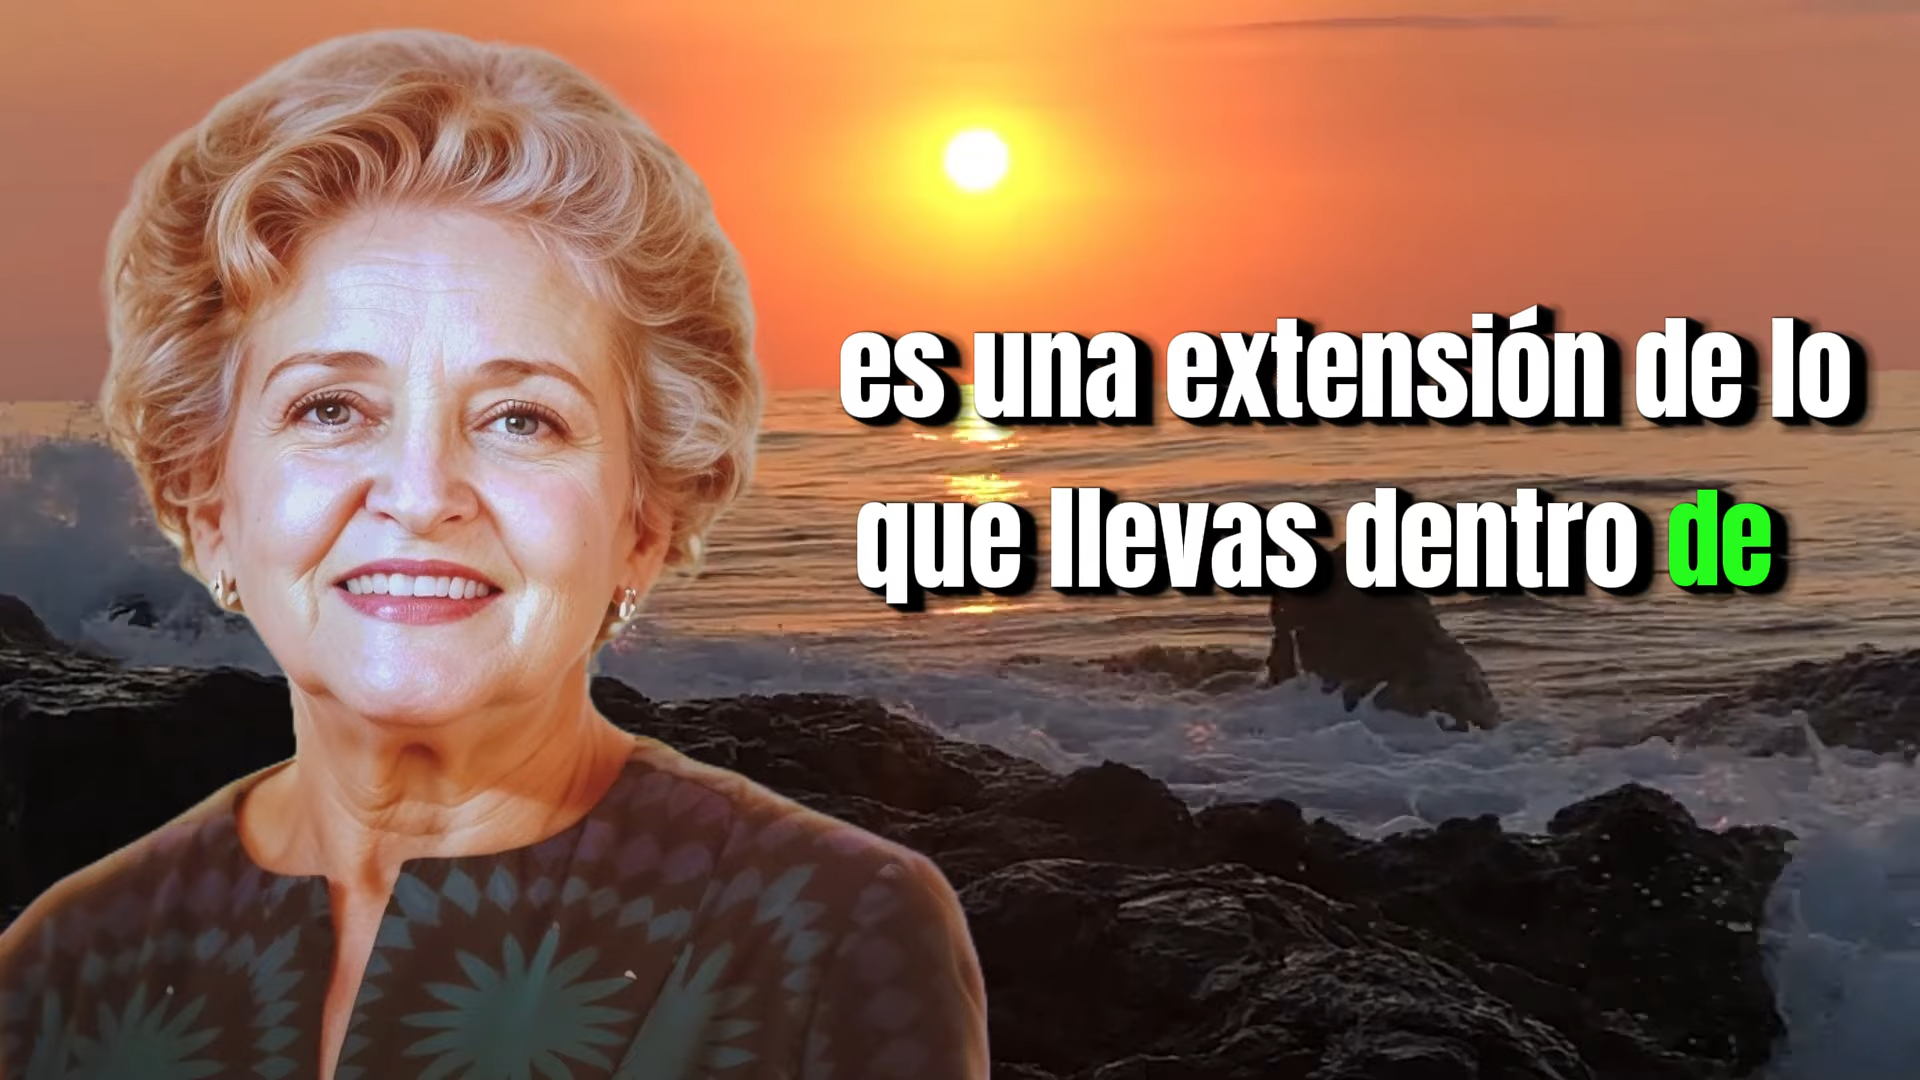 es una extensión de lo
que llevas dentro de